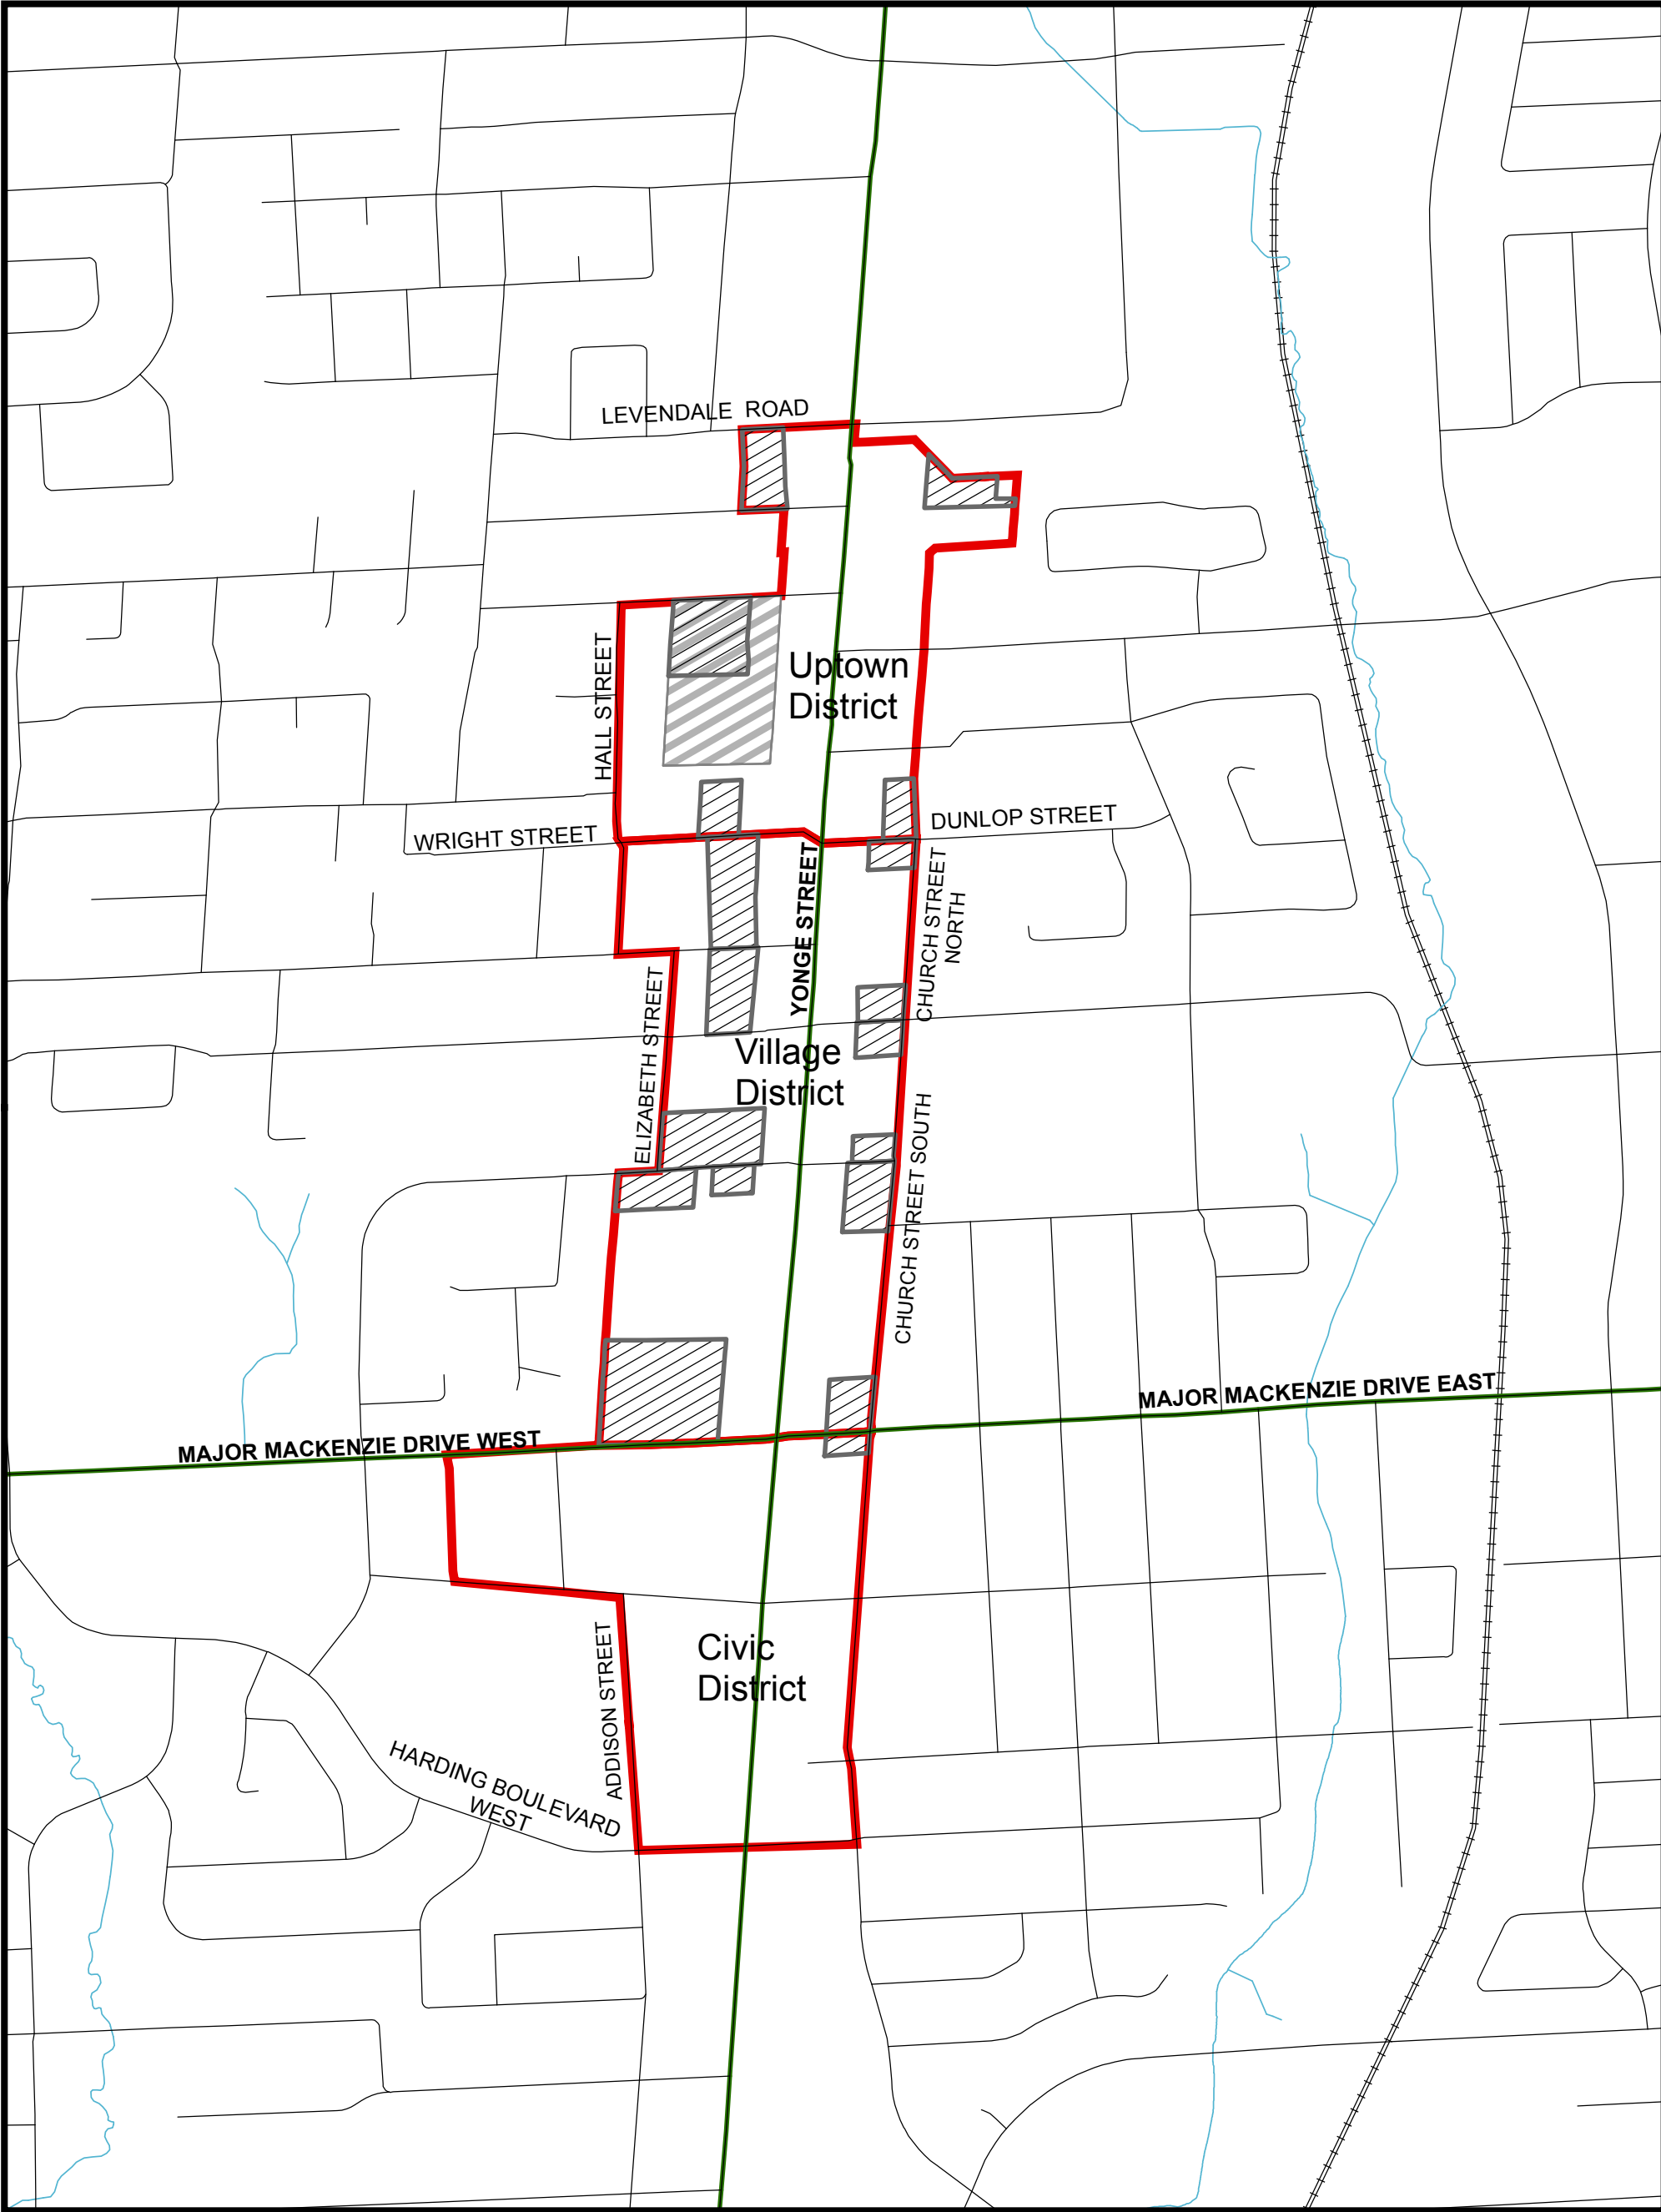 LEVENDALE ROAD
HALL STREET
Uptown
District
WRIGHT STREET
DUNLOP STREET
YONGE STREET
CHURCH STREET
NORTH
ELIZABETH STREET
Village
District
CHURCH STREET SOUTH
MAJOR MACKENZIE DRIVE EAST
MAJOR MACKENZIE DRIVE WEST
Civic
District
ADDISON STREET
HARDING BOULEVARD
WEST